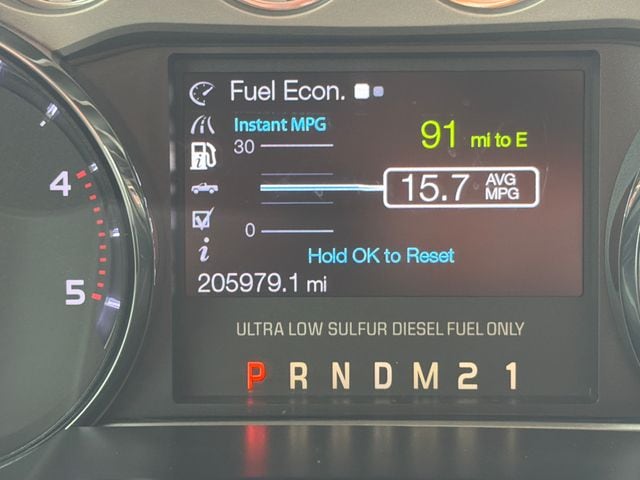 Fuel Econ.
Instant MPG
91 mi to E
30
15.7 AVG MPG
0
Hold OK to Reset
205979.1 mi
ULTRA LOW SULFUR DIESEL FUEL ONLY
P R N D M 2 1
4
5